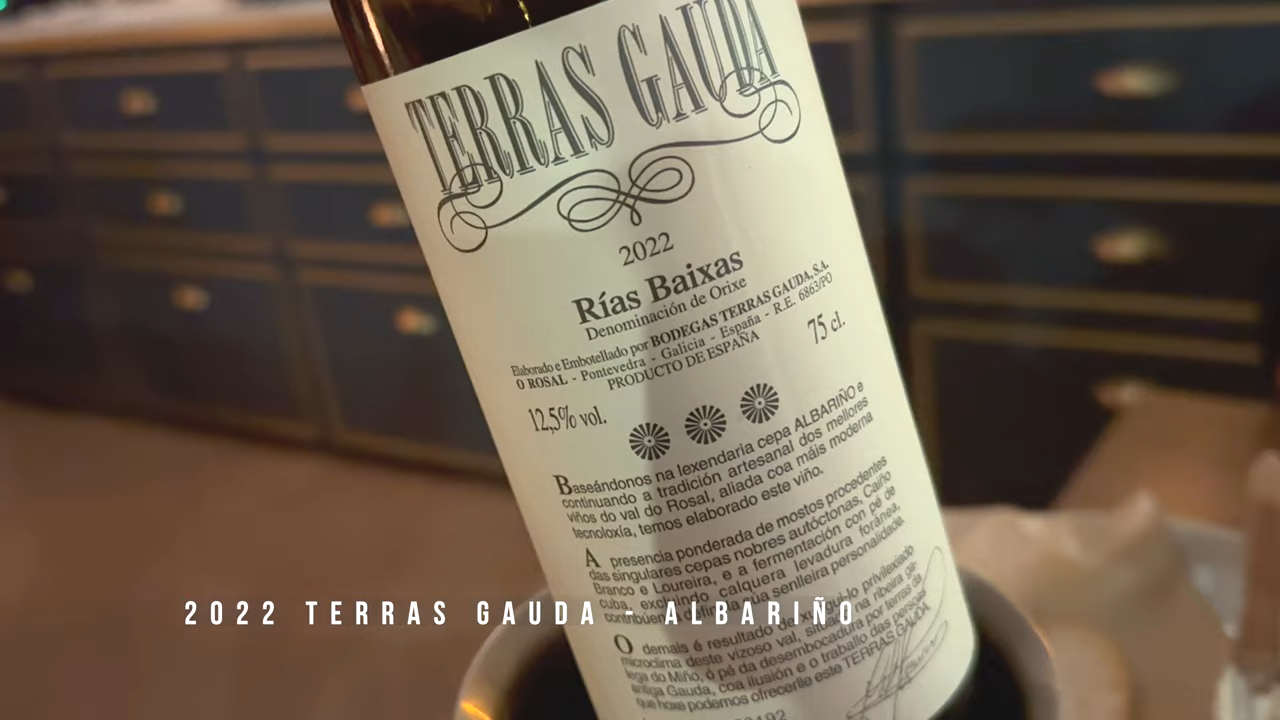 TERRAS GAUDA
2022
Rías Baixas
Denominación de Orixe
Elaborado e Embotellado por BODEGAS TERRAS GAUDA, S.A.
O ROSAL - Pontevedra - Galicia - España - R.E. 6863/PO
PRODUCTO DE ESPAÑA
75 cl.
12,5% vol.
Baseándonos na lexendaria cepa ALBARIÑO e
continuando a tradición artesanal dos mellores
viños do val do Rosal, aliada coa máis moderna
tecnoloxía, temos elaborado este viño.
A presencia ponderada de mostos procedentes
das singulares cepas nobres autóctonas, Caíño
Branco e Loureira, e a fermentación con pé de
cuba, excluindo calquera levadura foránea,
contribúen a súa senlleira personalidade.
2022 TERRAS GAUDA - ALBARIÑO
O demais é resultado privilexiado
microclima deste vizoso val, na ribeira ga-
lega do Miño, ó pé da desembocadura por terras da
antiga Gauda, coa ilusión e o traballo das persoas
que hoxe podemos ofrecerlle este TERRAS GAUDA